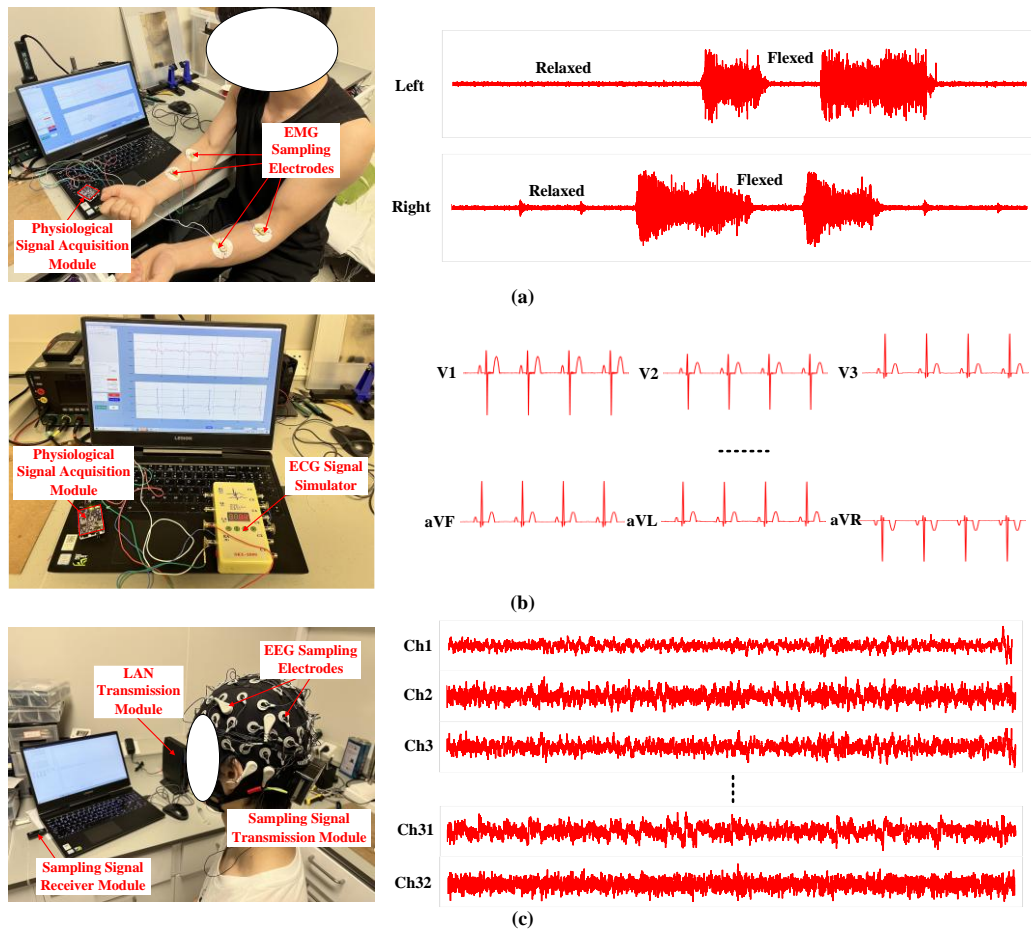 EMG
Sampling
Electrodes
Physiological
Signal Acquisition
Module
Left
Relaxed
Flexed
Right
Relaxed
Flexed
(a)
Physiological
Signal Acquisition
Module
ECG Signal
Simulator
LEGION
V1
V2
V3
aVF
aVL
aVR
(b)
LAN
Transmission
Module
EEG Sampling
Electrodes
Sampling Signal
Transmission Module
Sampling Signal
Receiver Module
Ch1
Ch2
Ch3
Ch31
Ch32
(c)